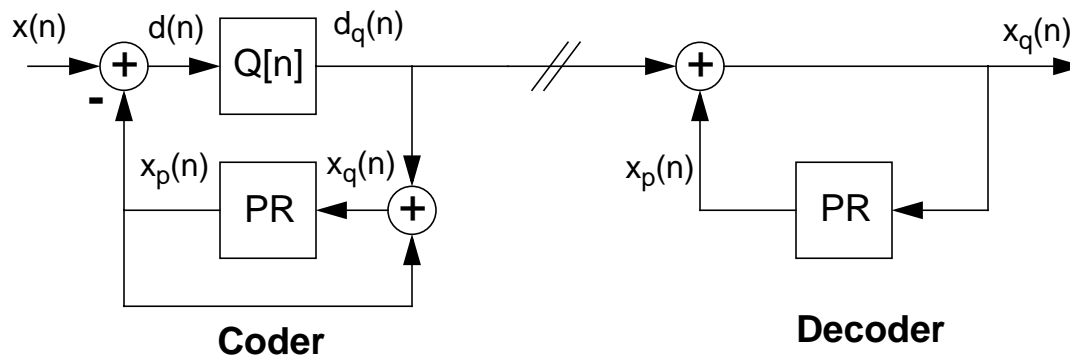 x(n)
d(n)
d_q(n)
x_q(n)
+
Q[n]
+
-
x_p(n)
x_q(n)
x_p(n)
PR
+
PR
Coder
Decoder